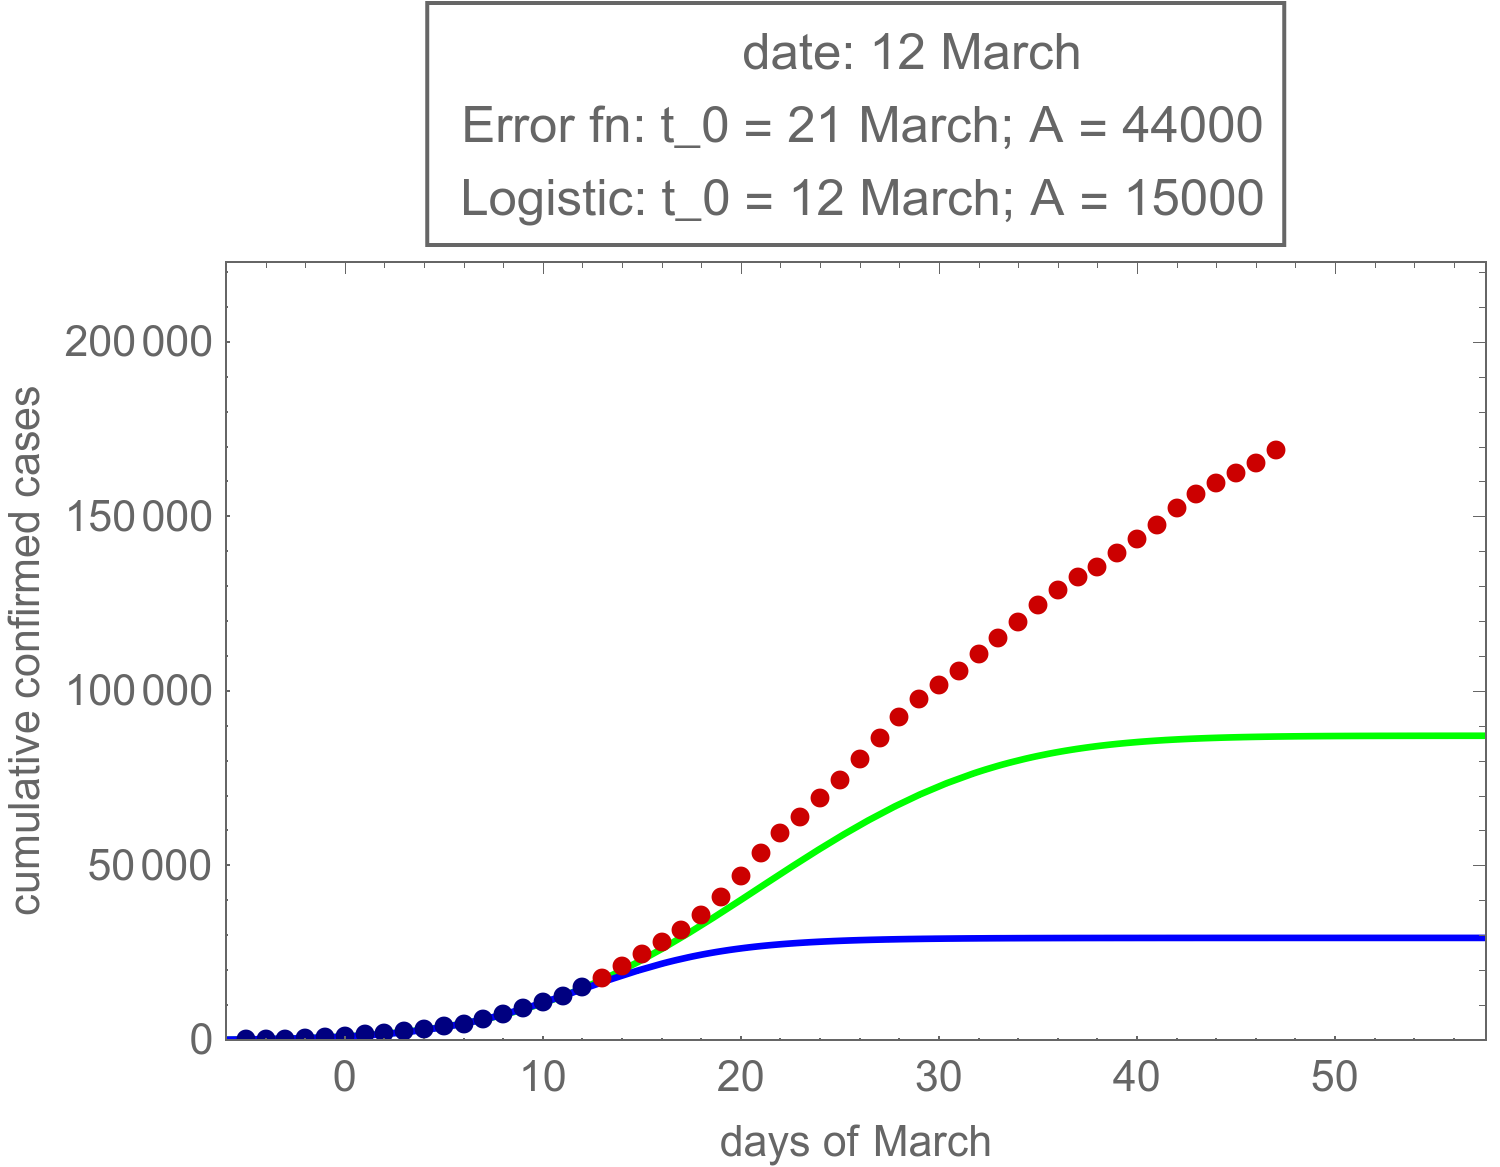 date: 12 March
Error fn: t_0 = 21 March; A = 44000
Logistic: t_0 = 12 March; A = 15000
cumulative confirmed cases
200 000
150 000
100 000
50 000
0
0 10 20 30 40 50
days of March